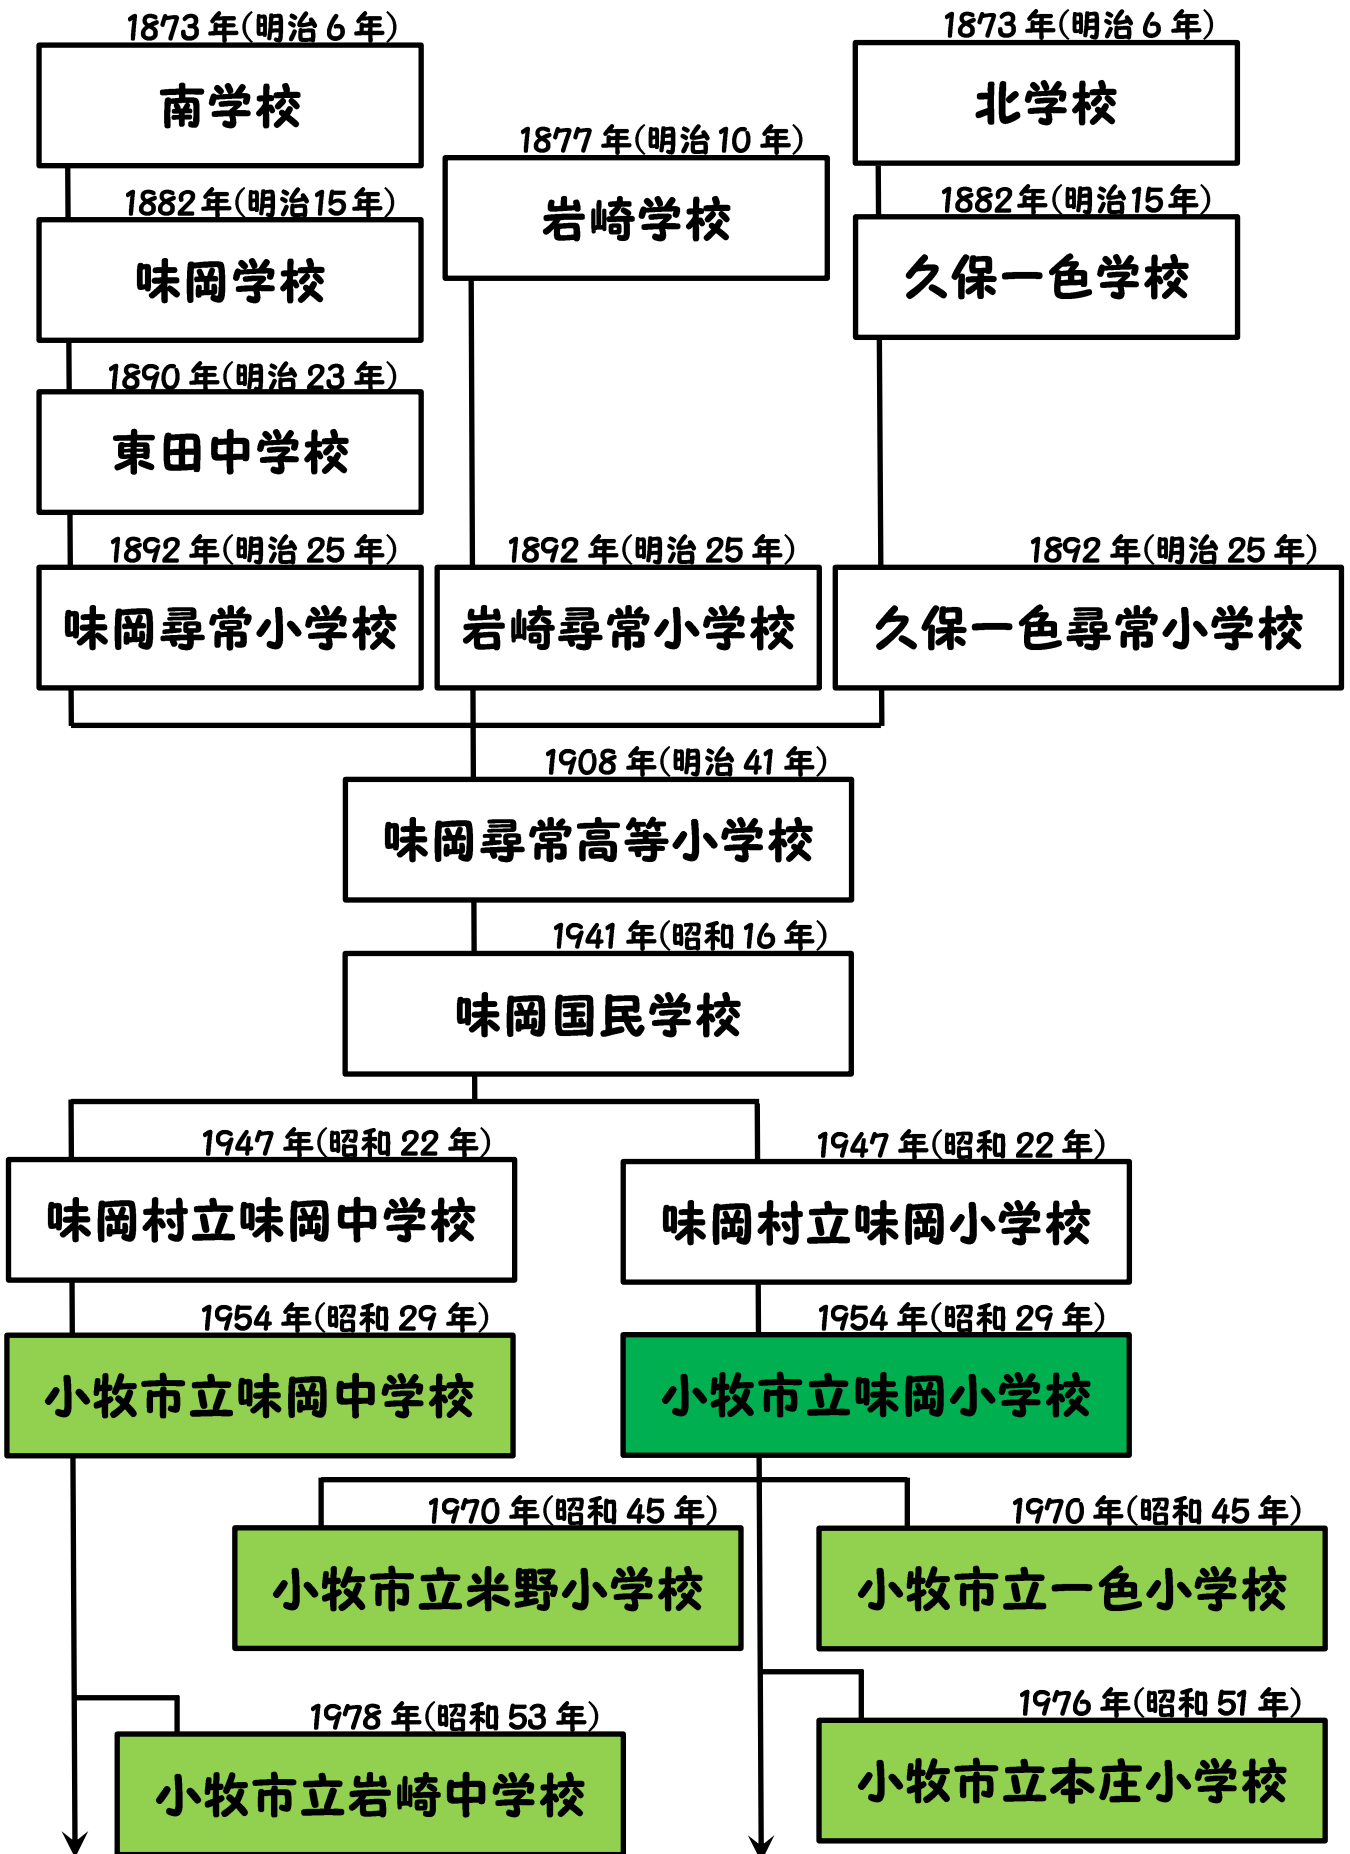 1873年(明治6年)
南学校
1873年(明治6年)
北学校
1877年(明治10年)
岩崎学校
1882年(明治15年)
味岡学校
1882年(明治15年)
久保一色学校
1890年(明治23年)
東田中学校
1892年(明治25年)
味岡尋常小学校
1892年(明治25年)
岩崎尋常小学校
1892年(明治25年)
久保一色尋常小学校
1908年(明治41年)
味岡尋常高等小学校
1941年(昭和16年)
味岡国民学校
1947年(昭和22年)
味岡村立味岡中学校
1947年(昭和22年)
味岡村立味岡小学校
1954年(昭和29年)
小牧市立味岡中学校
1954年(昭和29年)
小牧市立味岡小学校
1970年(昭和45年)
小牧市立米野小学校
1970年(昭和45年)
小牧市立一色小学校
1978年(昭和53年)
小牧市立岩崎中学校
1976年(昭和51年)
小牧市立本庄小学校